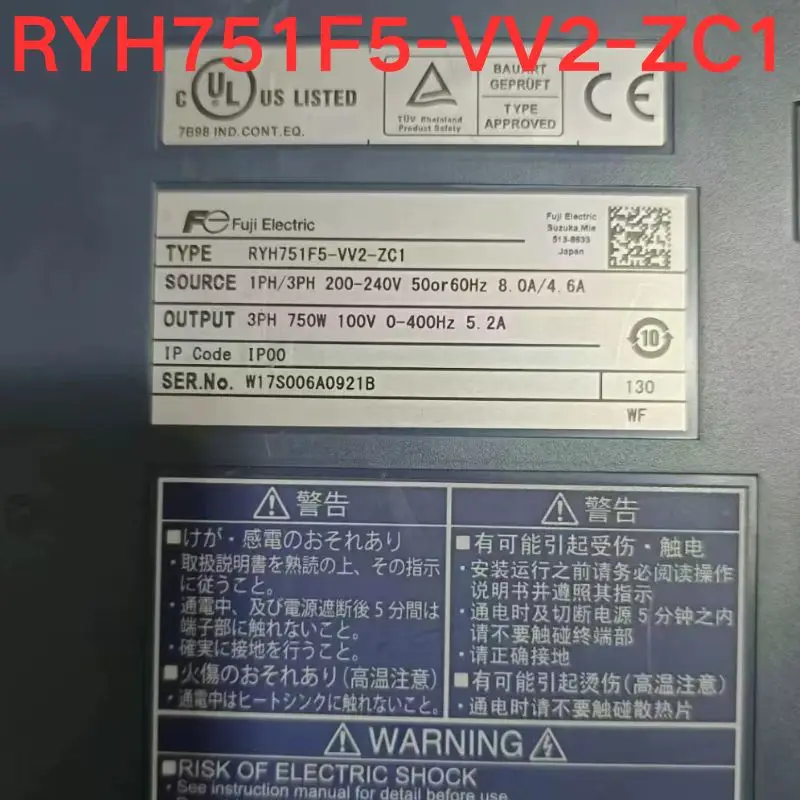 RYH751F5-VV2-ZC1
C UL US LISTED
7B98 IND.CONT.EQ.
TÜV Rheinland
Product Safety
BAUART
GEPRÜFT
TYPE
APPROVED
CE
Fe Fuji Electric
Fuji Electric
Suzuka,Mie
513-8633
Japan
TYPE RYH751F5-VV2-ZC1
SOURCE 1PH/3PH 200-240V 50or60Hz 8.0A/4.6A
OUTPUT 3PH 750W 100V 0-400Hz 5.2A
10
IP Code IP00
SER.No. W17S006A0921B
130
WF
警告
■けが・感電のおそれあり
・取扱説明書を熟読の上、その指示
に従うこと。
・通電中、及び電源遮断後5分間は
端子部に触れないこと。
・確実に接地を行うこと。
■火傷のおそれあり(高温注意)
・通電中はヒートシンクに触れないこと。
警告
■有可能引起受伤・触电
・安装运行之前请务必阅读操作
说明书并遵照其指示
・通电时及切断电源5分钟之内
请不要触碰终端部
・请正确接地
■有可能引起烫伤(高温注意)
・通电时请不要触碰散热片
WARNING
■RISK OF ELECTRIC SHOCK
・See instruction manual for detail before use.